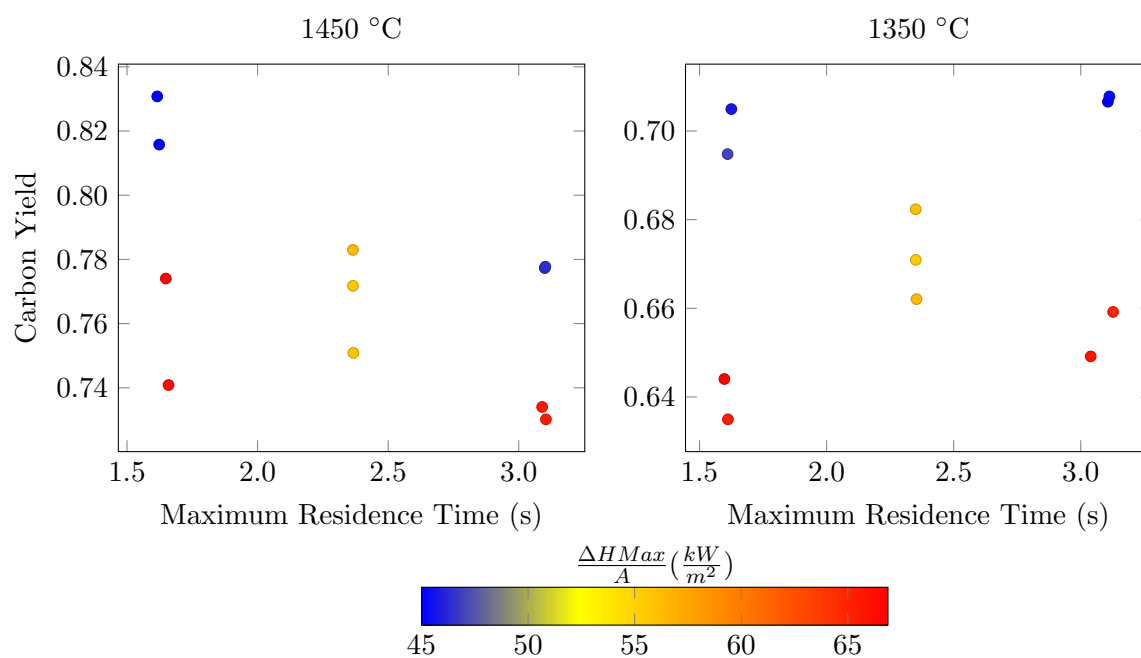 1450 °C
1350 °C
Carbon Yield
0.84
0.82
0.80
0.78
0.76
0.74
0.70
0.68
0.66
0.64
1.5 2.0 2.5 3.0
1.5 2.0 2.5 3.0
Maximum Residence Time (s)
Maximum Residence Time (s)
ΔHMax/A (kW/m²)
45 50 55 60 65